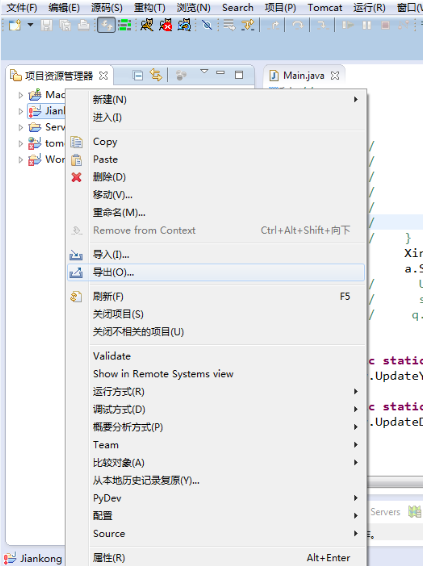 文件(F) 编辑(E) 源码(S) 重构(T) 浏览(N) Search 项目(P) Tomcat 运行(R)
项目资源管理器
Main.java
Mac
Jiank
Serv
tom
Wor
新建(N)
进入(I)
Copy
Paste
删除(D)
移动(V)...
重命名(M)...
Remove from Context Ctrl+Alt+Shift+向下
导入(I)...
导出(O)...
刷新(F) F5
关闭项目(S)
关闭不相关的项目(U)
Validate
Show in Remote Systems view
运行方式(R)
调试方式(D)
概要分析方式(P)
Team
比较对象(A)
从本地历史记录复原(Y)...
PyDev
配置
Source
属性(R) Alt+Enter
/
/
/
/
/
/
/ }
Xin
a.S
/ U
/ s
/ q.
c static
.UpdateY
c static
.UpdateD
Servers
Jiankong